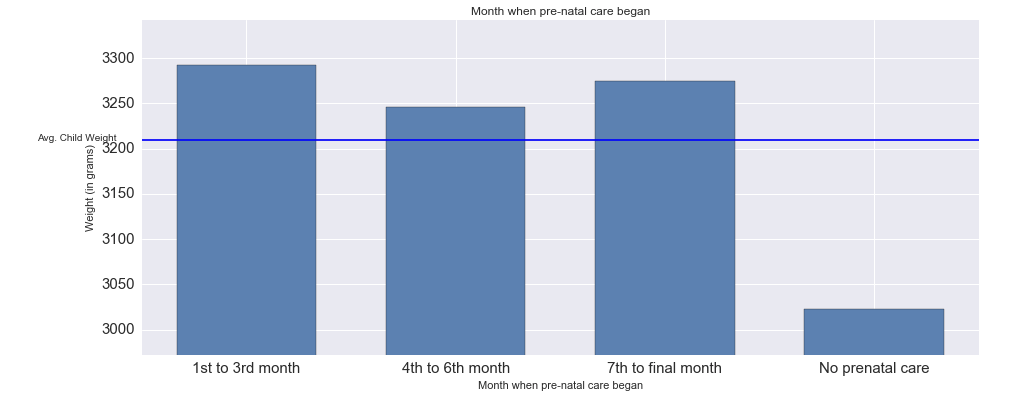 Month when pre-natal care began
3300
3250
Avg. Child Weight
3200
Weight (in grams)
3150
3100
3050
3000
1st to 3rd month
4th to 6th month
7th to final month
No prenatal care
Month when pre-natal care began